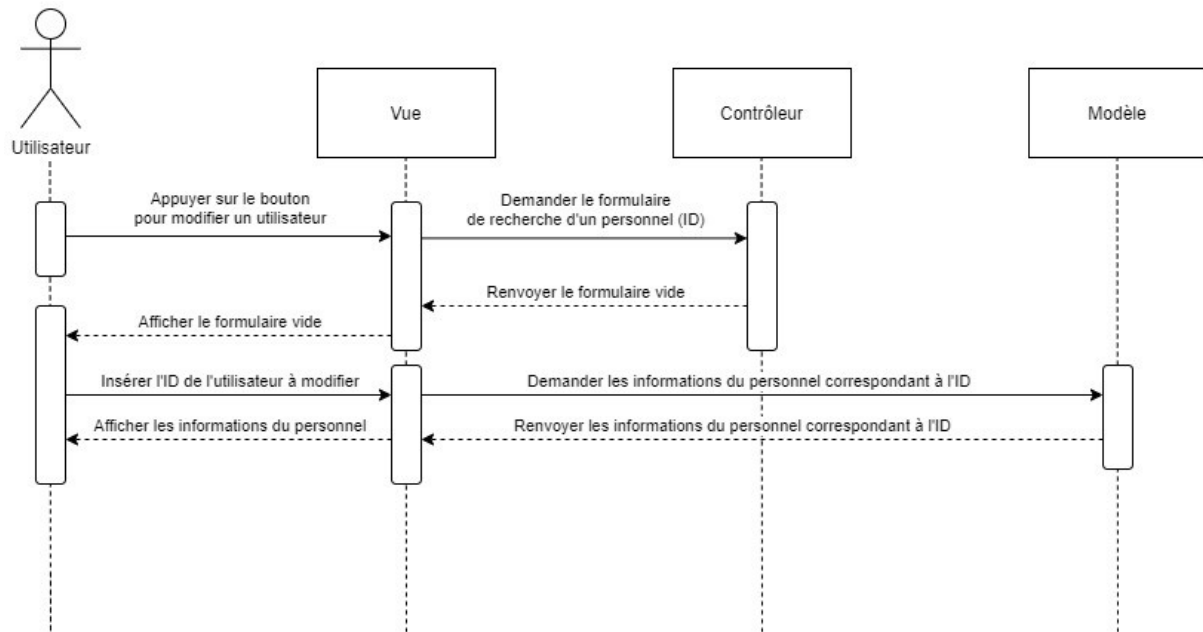 Utilisateur
Vue
Contrôleur
Modèle
Appuyer sur le bouton
pour modifier un utilisateur
Demander le formulaire
de recherche d'un personnel (ID)
Renvoyer le formulaire vide
Afficher le formulaire vide
Insérer l'ID de l'utilisateur à modifier
Demander les informations du personnel correspondant à l'ID
Afficher les informations du personnel
Renvoyer les informations du personnel correspondant à l'ID